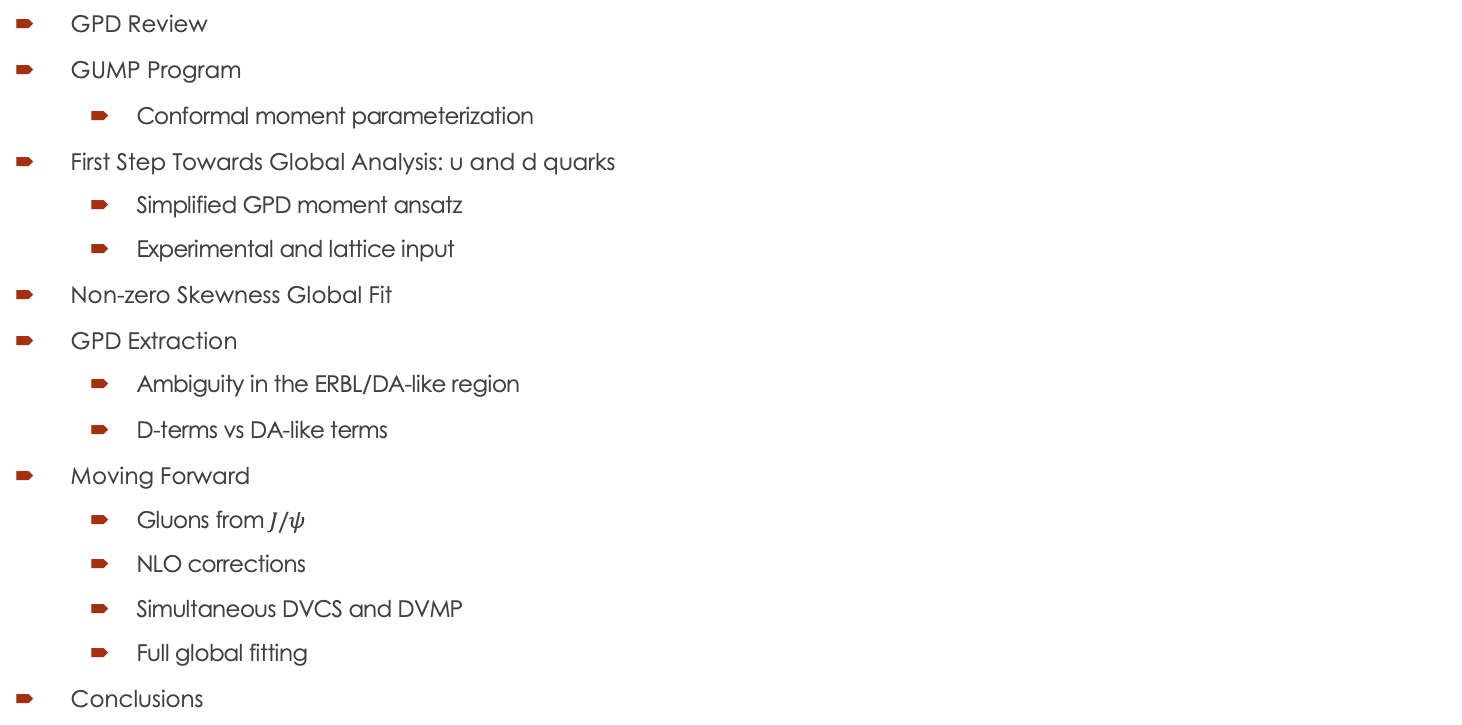 GPD Review
GUMP Program
Conformal moment parameterization
First Step Towards Global Analysis: u and d quarks
Simplified GPD moment ansatz
Experimental and lattice input
Non-zero Skewness Global Fit
GPD Extraction
Ambiguity in the ERBL/DA-like region
D-terms vs DA-like terms
Moving Forward
Gluons from J/ψ
NLO corrections
Simultaneous DVCS and DVMP
Full global fitting
Conclusions